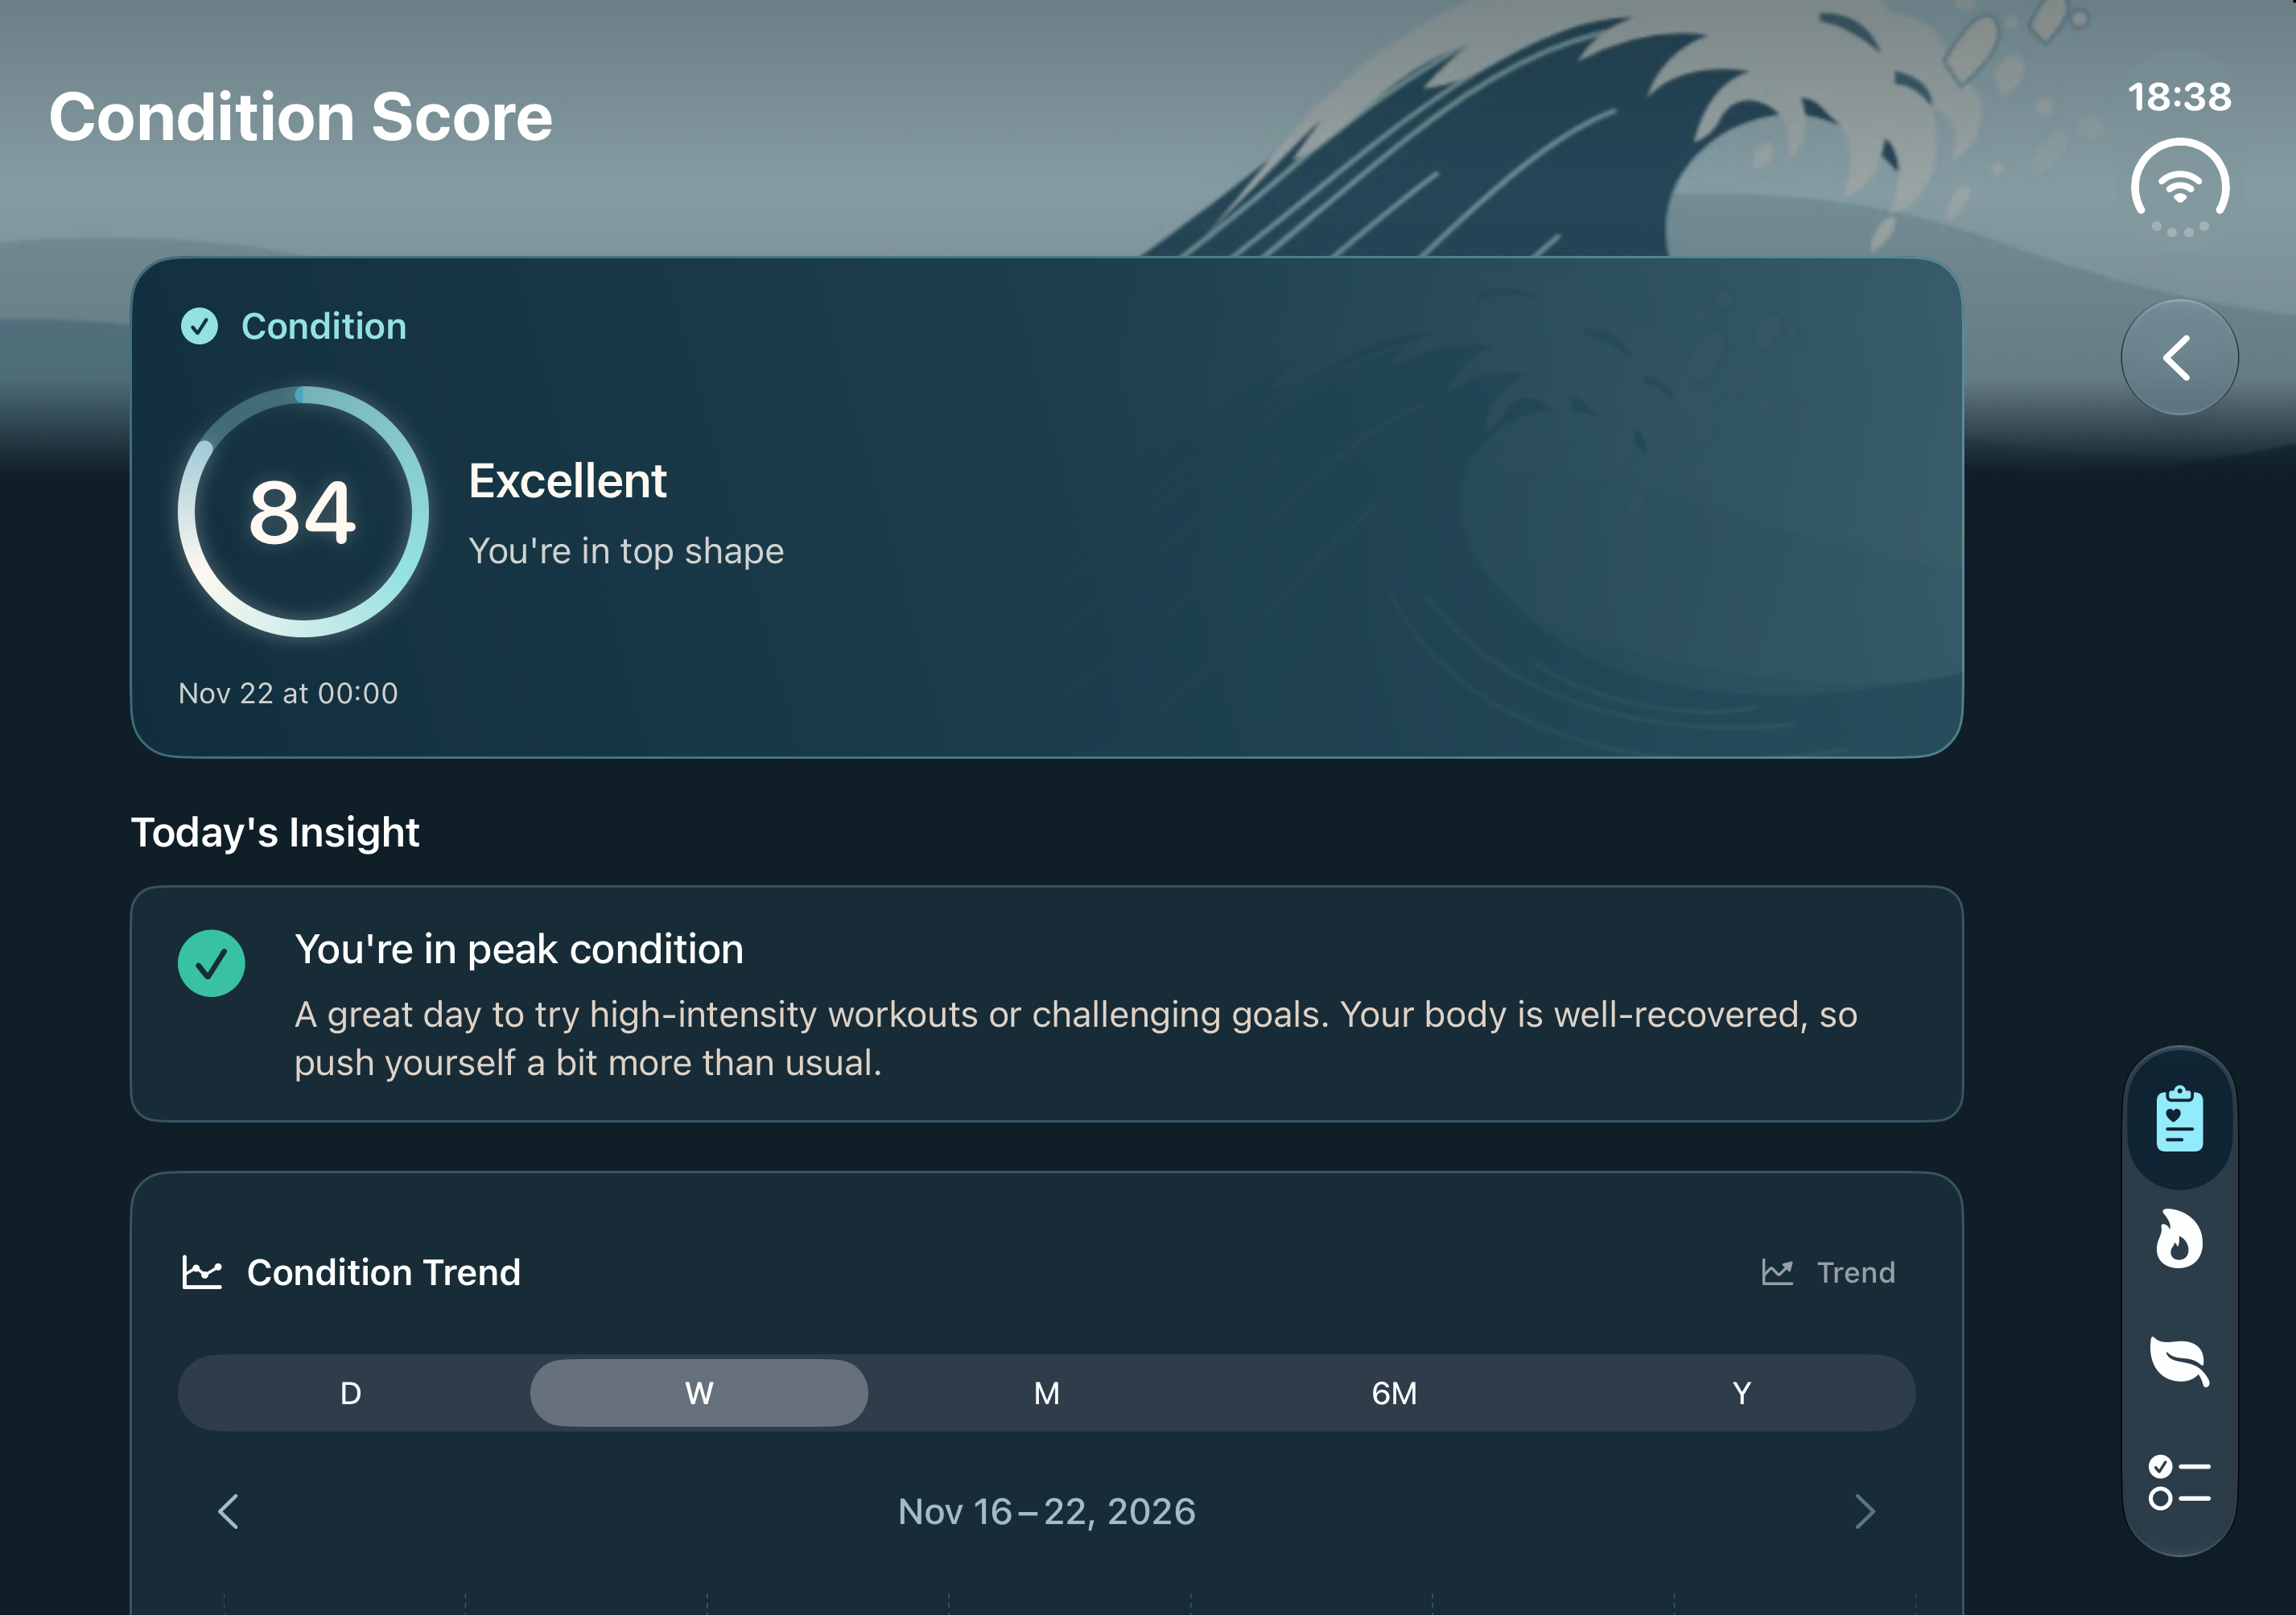 Condition Score
18:38
Condition
84
Excellent
You're in top shape
Nov 22 at 00:00
Today's Insight
You're in peak condition
A great day to try high-intensity workouts or challenging goals. Your body is well-recovered, so
push yourself a bit more than usual.
Condition Trend
Trend
D
W
M
6M
Y
Nov 16–22, 2026